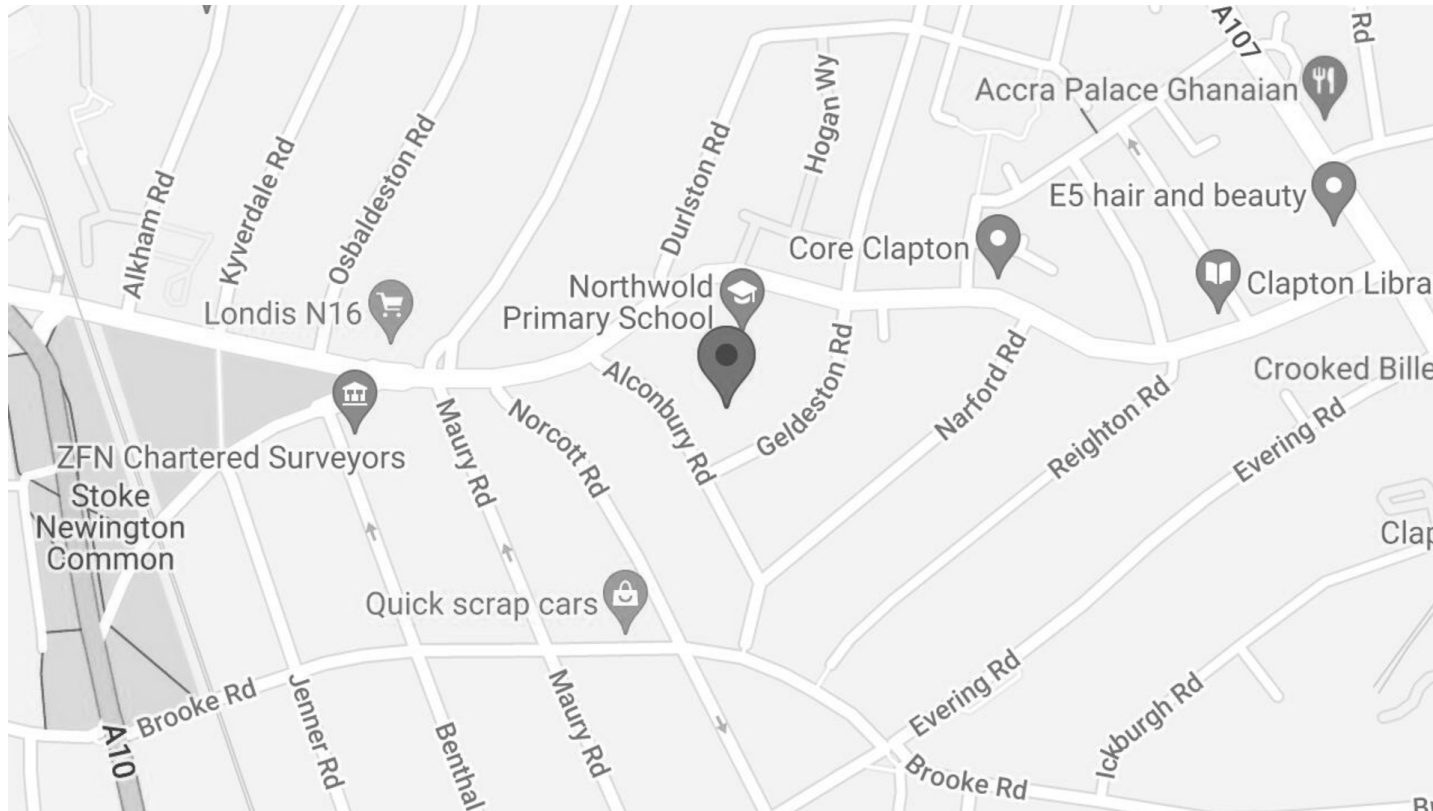 A107
Rd
Accra Palace Ghanaian
Hogan Wy
Durlston Rd
Osbaldeston Rd
Kyverdale Rd
Alkham Rd
E5 hair and beauty
Core Clapton
Northwold
Primary School
Clapton Libra
Londis N16
Crooked Bille
Geldeston Rd
Narford Rd
Alconbury Rd
Norcott Rd
Maury Rd
Reighton Rd
Evering Rd
ZFN Chartered Surveyors
Stoke
Newington
Common
Clap
Quick scrap cars
Brooke Rd
Jenner Rd
Benthal
Maury Rd
Evering Rd
Ickburgh Rd
Brooke Rd
A10